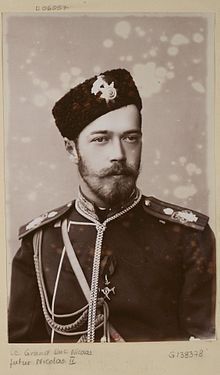 Le Grand Duc Nicolas
futur Nicolas II
G138378